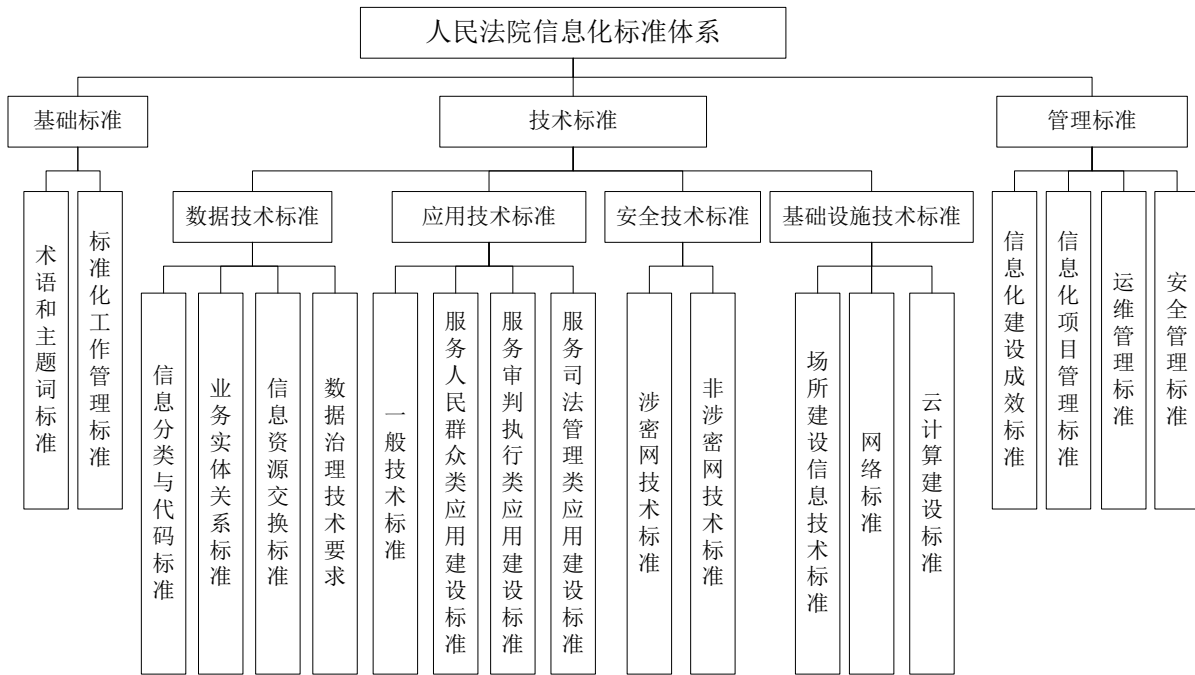 人民法院信息化标准体系
基础标准
技术标准
管理标准
数据技术标准
应用技术标准
安全技术标准
基础设施技术标准
术语和主题词标准
标准化工作管理标准
信息分类与代码标准
业务实体关系标准
信息资源交换标准
数据治理技术要求
一般技术标准
服务人民群众类应用建设标准
服务审判执行类应用建设标准
服务司法管理类应用建设标准
涉密网技术标准
非涉密网技术标准
场所建设信息技术标准
网络标准
云计算建设标准
信息化建设成效标准
信息化项目管理标准
运维管理标准
安全管理标准